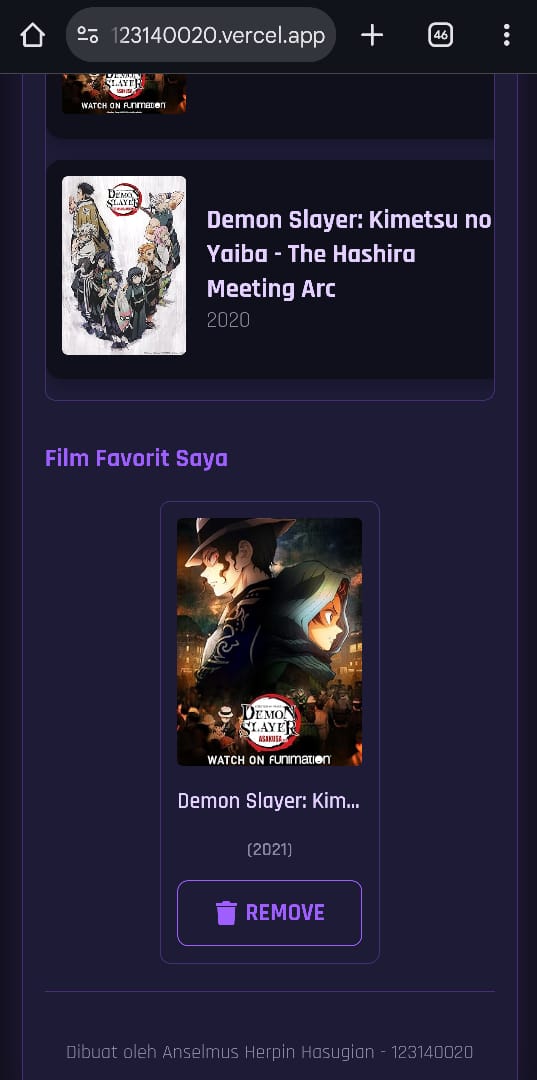 123140020.vercel.app
46
DEMON
SLAYER
ASAKUSA
WATCH ON FUNIMATION
DEMON
SLAYER
Demon Slayer: Kimetsu no
Yaiba - The Hashira
Meeting Arc
2020
Film Favorit Saya
DEMON
SLAYER
ASAKUSA
WATCH ON FUNIMATION
Demon Slayer: Kim...
(2021)
REMOVE
Dibuat oleh Anselmus Herpin Hasugian - 123140020